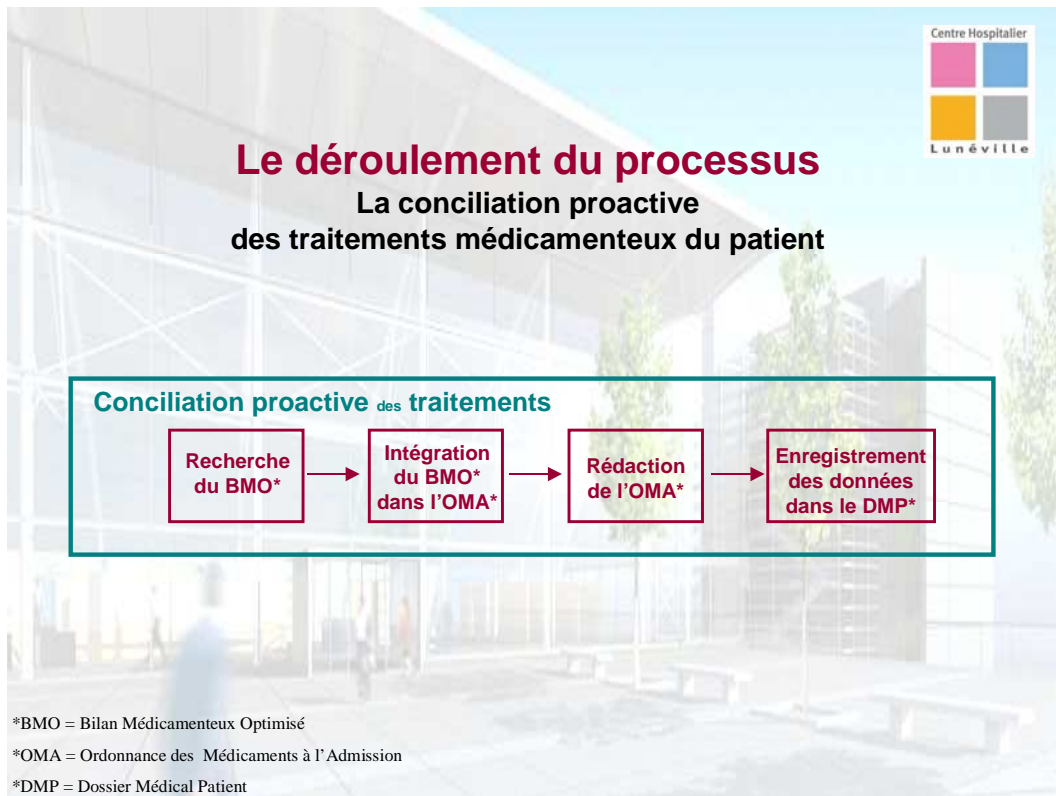 Centre Hospitalier
Lunéville
Le déroulement du processus
La conciliation proactive
des traitements médicamenteux du patient
Conciliation proactive des traitements
Recherche
du BMO*
Intégration
du BMO*
dans l'OMA*
Rédaction
de l'OMA*
Enregistrement
des données
dans le DMP*
*BMO = Bilan Médicamenteux Optimisé
*OMA = Ordonnance des Médicaments à l'Admission
*DMP = Dossier Médical Patient